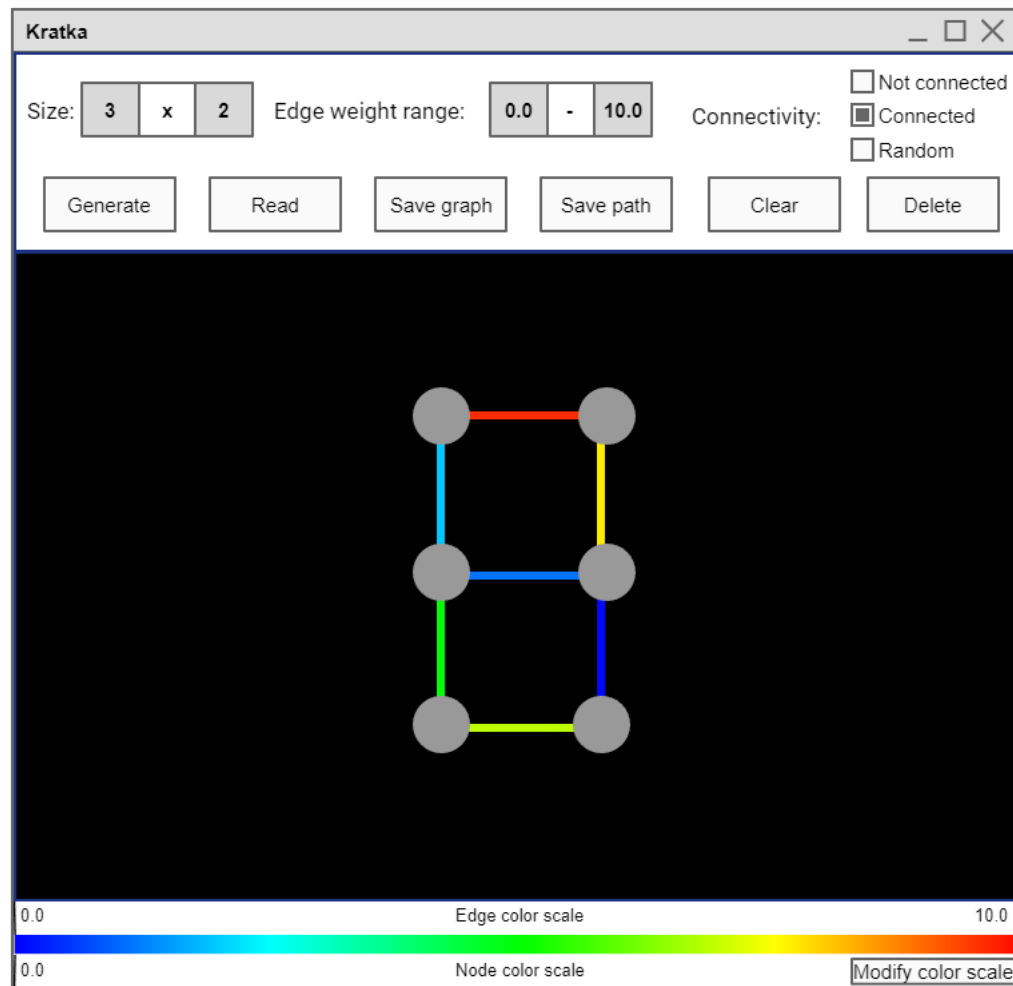 Kratka
Size: 3 x 2 Edge weight range: 0.0 - 10.0 Connectivity:
Not connected
Connected
Random
Generate Read Save graph Save path Clear Delete
0.0 Edge color scale 10.0
0.0 Node color scale Modify color scale